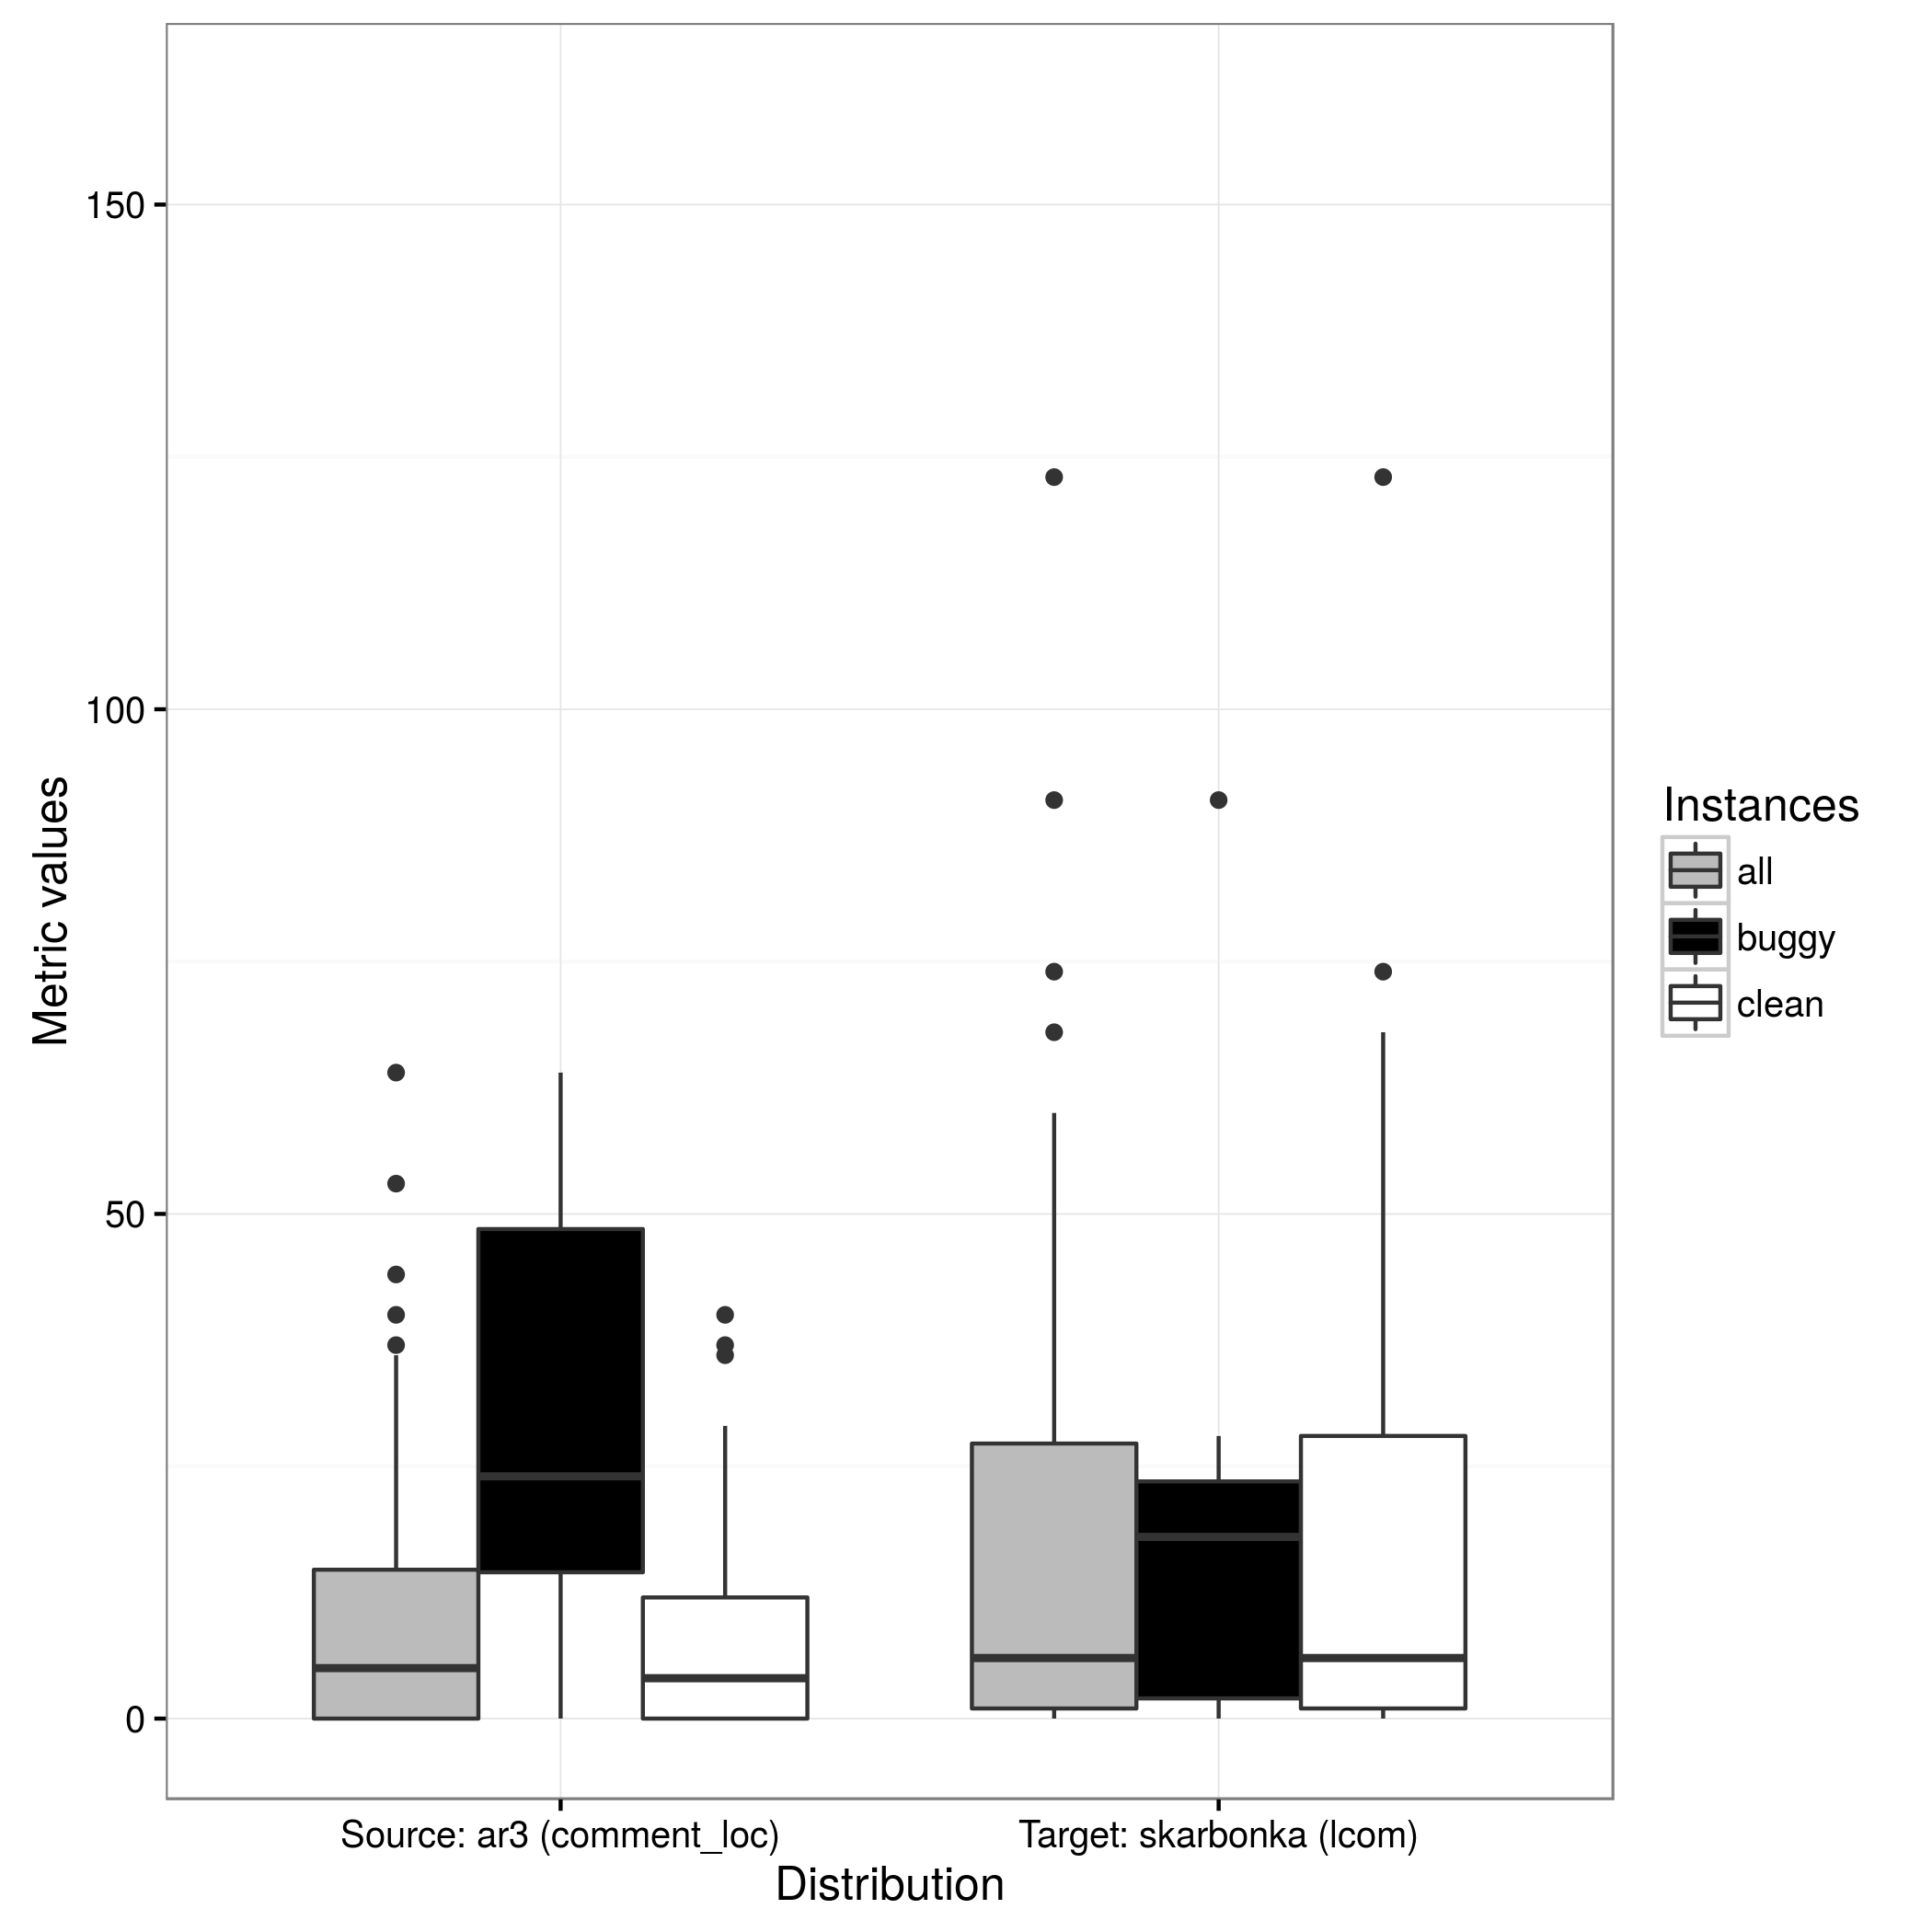 150
100
50
0
Metric values
Source: ar3 (comment_loc)
Target: skarbonka (lcom)
Distribution
Instances
all
buggy
clean